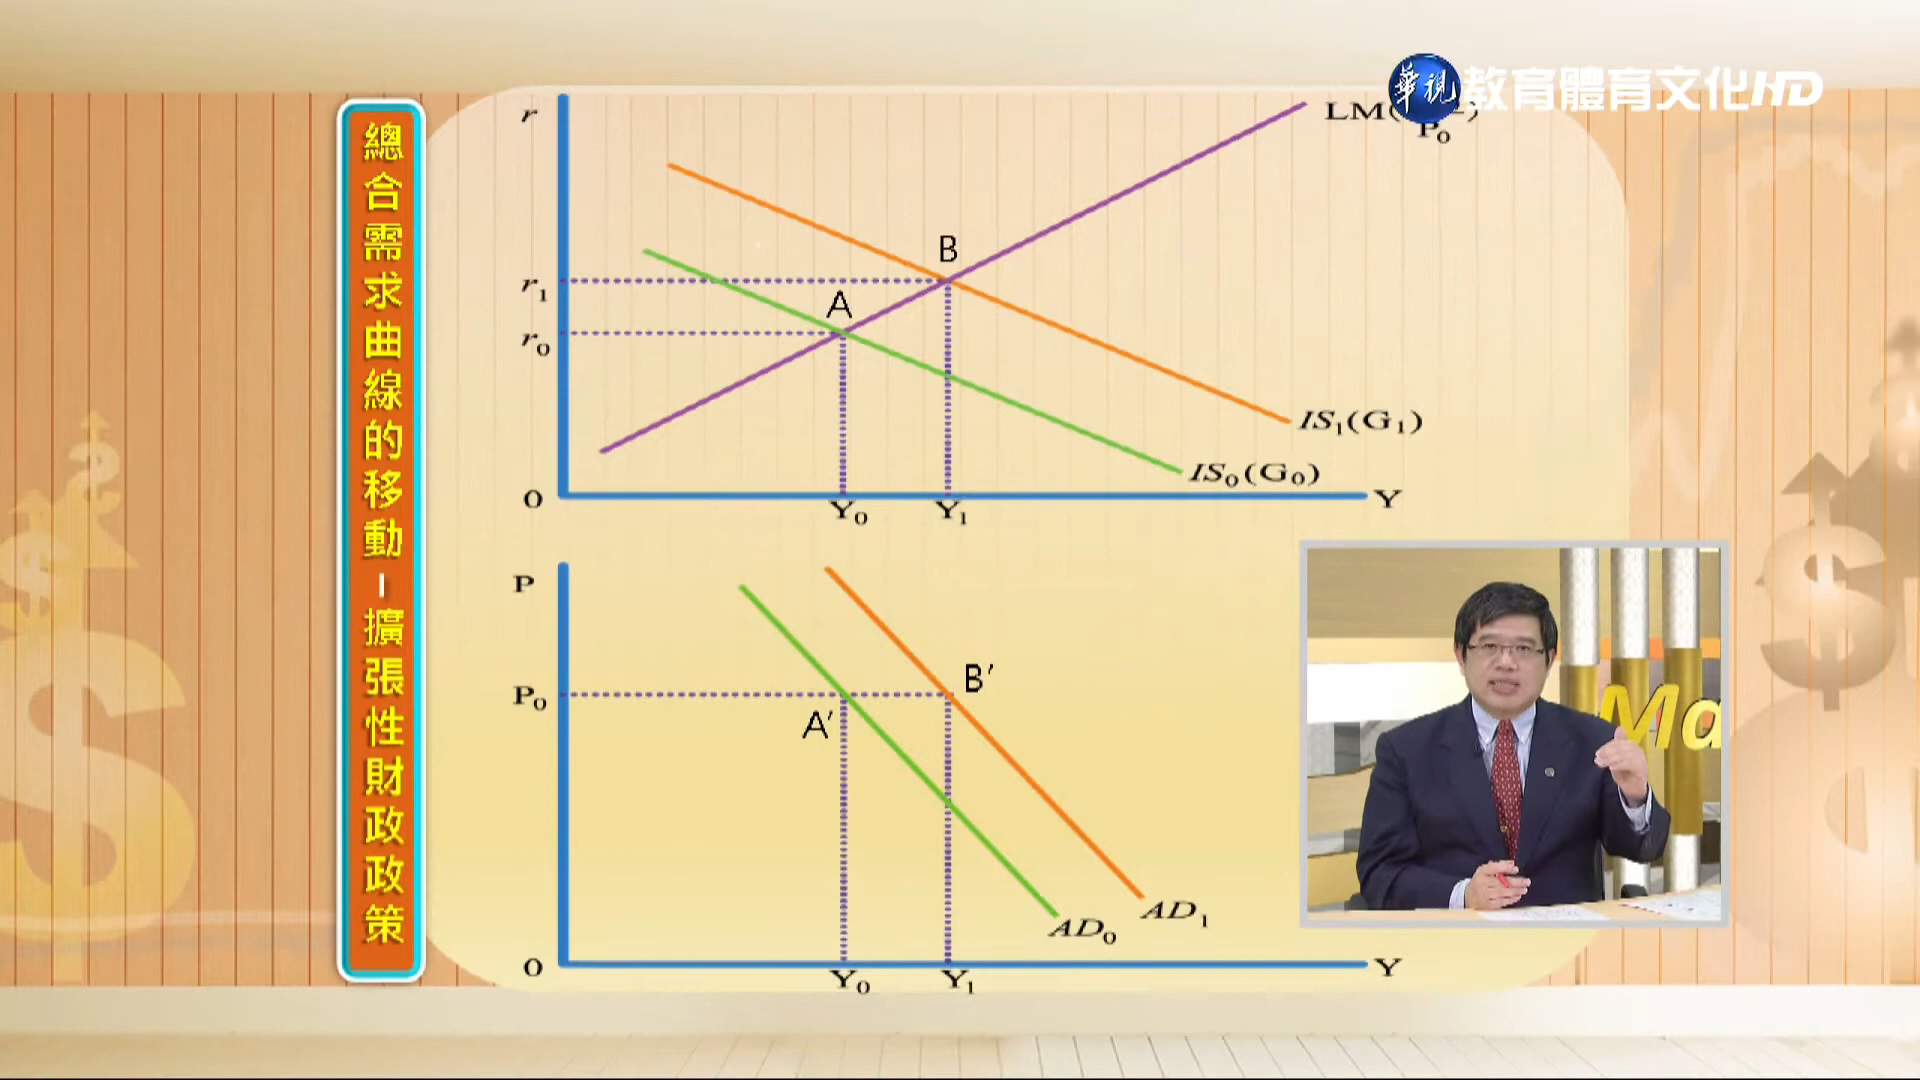 總合需求曲線的移動-擴張性財政政策
華視 教育體育文化HD
r
LM(
P₀
B
r₁
A
r₀
IS₁(G₁)
IS₀(G₀)
0
Y₀
Y₁
Y
P
P₀
B′
A′
AD₁
AD₀
0
Y₀
Y₁
Y
Ma